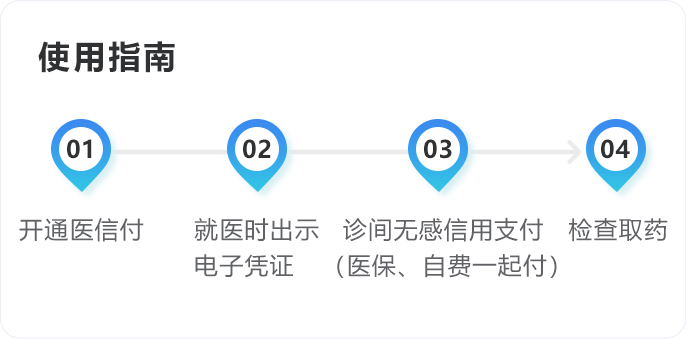 使用指南
01
02
03
04
开通医信付
就医时出示
电子凭证
诊间无感信用支付
（医保、自费一起付）
检查取药